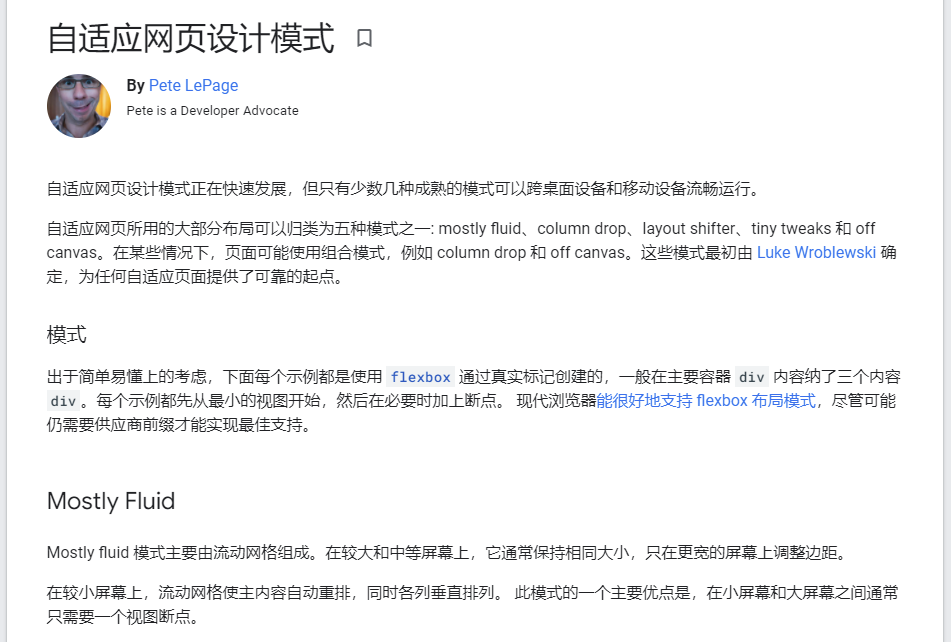 自适应网页设计模式
By Pete LePage
Pete is a Developer Advocate
自适应网页设计模式正在快速发展，但只有少数几种成熟的模式可以跨桌面设备和移动设备流畅运行。
自适应网页所用的大部分布局可以归类为五种模式之一: mostly fluid、column drop、layout shifter、tiny tweaks 和 off
canvas。在某些情况下，页面可能使用组合模式，例如 column drop 和 off canvas。这些模式最初由 Luke Wroblewski 确
定，为任何自适应页面提供了可靠的起点。
模式
出于简单易懂上的考虑，下面每个示例都是使用 flexbox 通过真实标记创建的，一般在主要容器 div 内容纳了三个内容
div。每个示例都先从最小的视图开始，然后在必要时加上断点。 现代浏览器能很好地支持 flexbox 布局模式，尽管可能
仍需要供应商前缀才能实现最佳支持。
Mostly Fluid
Mostly fluid 模式主要由流动网格组成。在较大和中等屏幕上，它通常保持相同大小，只在更宽的屏幕上调整边距。
在较小屏幕上，流动网格使主内容自动重排，同时各列垂直排列。 此模式的一个主要优点是，在小屏幕和大屏幕之间通常
只需要一个视图断点。